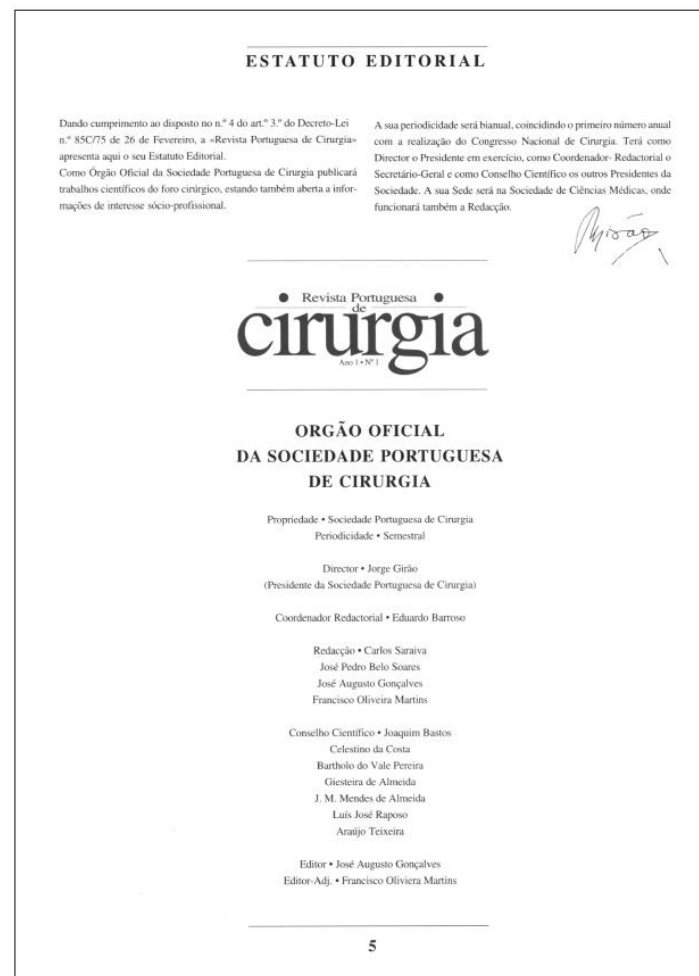 ESTATUTO EDITORIAL
Dando cumprimento ao disposto no n.º 4 do art.º 3.º do Decreto-Lei
n.º 85C/75 de 26 de Fevereiro, a «Revista Portuguesa de Cirurgia»
apresenta aqui o seu Estatuto Editorial.
Como Órgão Oficial da Sociedade Portuguesa de Cirurgia publicará
trabalhos científicos do foro cirúrgico, estando também aberta a infor-
mações de interesse sócio-profissional.
A sua periodicidade será bianual, coincidindo o primeiro número anual
com a realização do Congresso Nacional de Cirurgia. Terá como
Director o Presidente em exercício, como Coordenador- Redactorial o
Secretário-Geral e como Conselho Científico os outros Presidentes da
Sociedade. A sua Sede será na Sociedade de Ciências Médicas, onde
funcionará também a Redacção.
Revista Portuguesa
de
cirurgia
Ano 1 • Nº 1
ORGÃO OFICIAL
DA SOCIEDADE PORTUGUESA
DE CIRURGIA
Propriedade • Sociedade Portuguesa de Cirurgia
Periodicidade • Semestral
Director • Jorge Girão
(Presidente da Sociedade Portuguesa de Cirurgia)
Coordenador Redactorial • Eduardo Barroso
Redacção • Carlos Saraiva
José Pedro Belo Soares
José Augusto Gonçalves
Francisco Oliveira Martins
Conselho Científico • Joaquim Bastos
Celestino da Costa
Bartholo do Vale Pereira
Giesteira de Almeida
J. M. Mendes de Almeida
Luís José Raposo
Araújo Teixeira
Editor • José Augusto Gonçalves
Editor-Adj. • Francisco Oliviera Martins
5